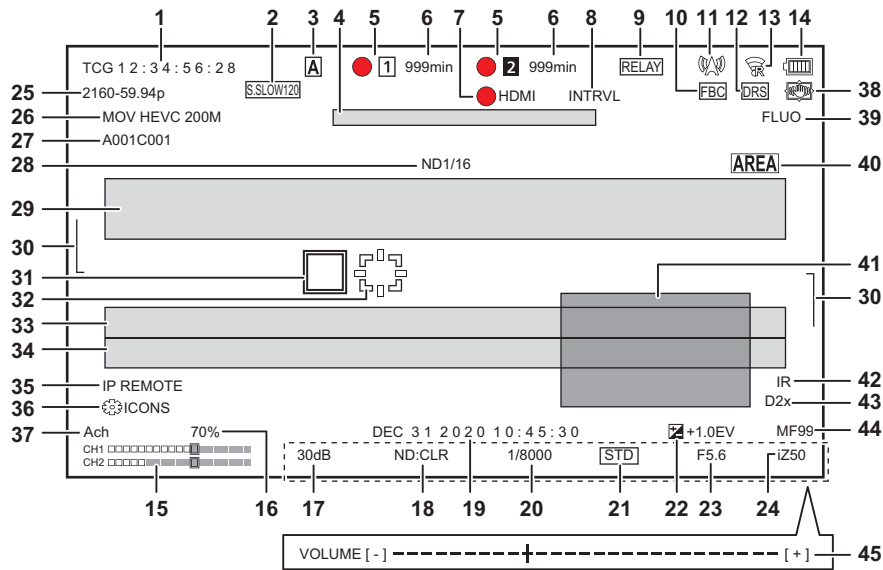 1 2 3 4 5 6 7 5 6 8 9 10 11 12 13 14
TCG 12:34:56:28
A
1 999min
2 999min
RELAY
R
25
2160-59.94p
S.SLOW120
HDMI
INTRVL
FBC
DRS
38
26
MOV HEVC 200M
FLUO
39
27
A001C001
28
ND1/16
AREA
40
29
30
41
31
30
32
33
34
35
IP REMOTE
IR
42
36
ICONS
D2x
43
37
Ach
70%
DEC 31 2020 10:45:30
+1.0EV
MF99
44
CH1
CH2
30dB
ND:CLR
1/8000
STD
F5.6
iZ50
15 16 17 18 19 20 21 22 23 24
VOLUME [ - ]
[ + ]
45